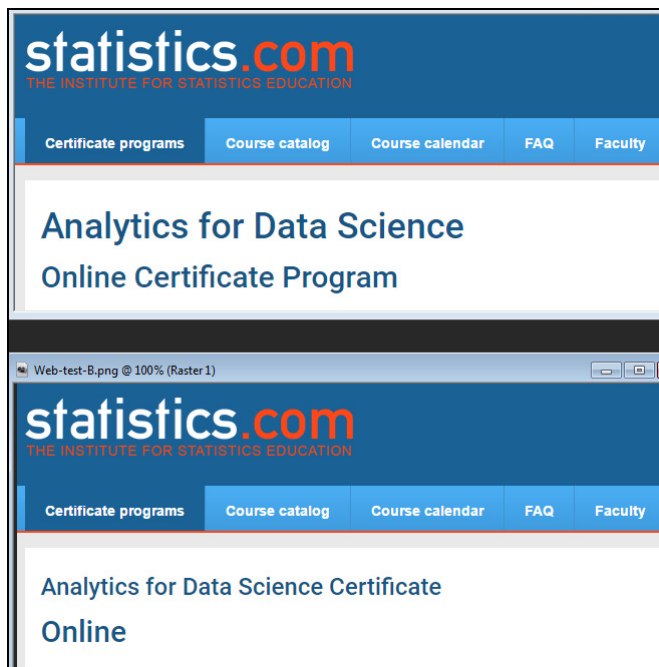 statistics.com
THE INSTITUTE FOR STATISTICS EDUCATION
Certificate programs Course catalog Course calendar FAQ Faculty
Analytics for Data Science
Online Certificate Program
Web-test-B.png @ 100% (Raster 1)
statistics.com
THE INSTITUTE FOR STATISTICS EDUCATION
Certificate programs Course catalog Course calendar FAQ Faculty
Analytics for Data Science Certificate
Online